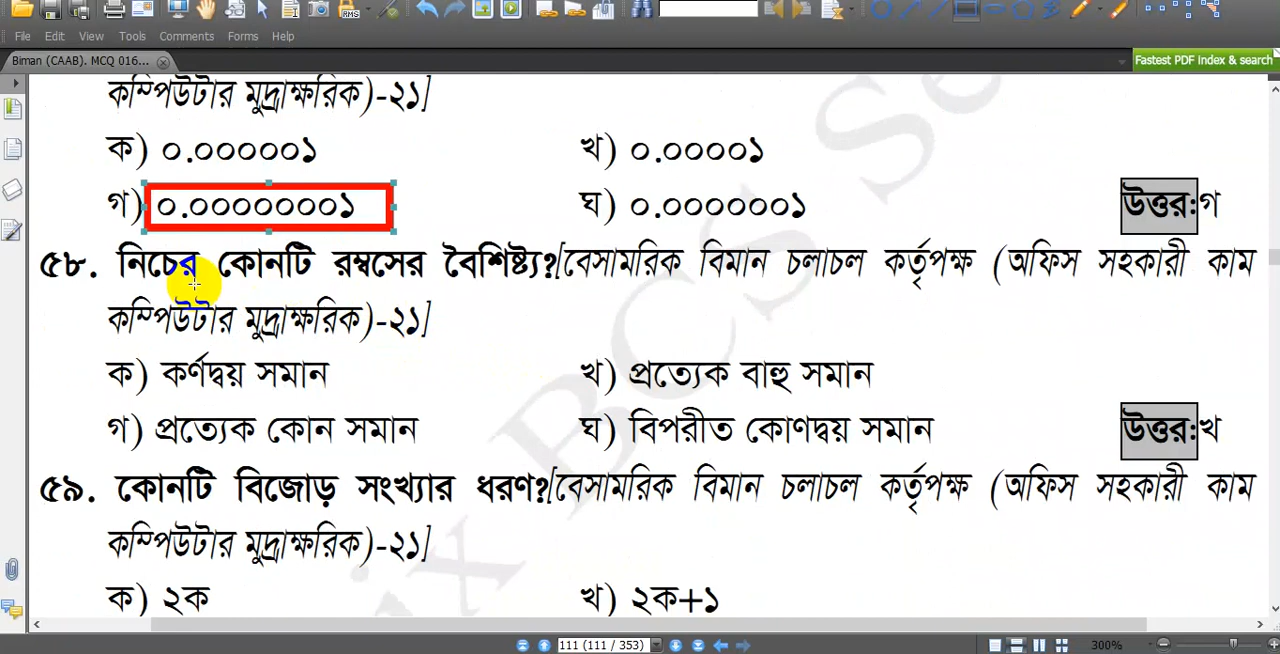 RMS
File Edit View Tools Comments Forms Help
Biman (CAAB). MCQ 016...
Fastest PDF Index & search
কম্পিউটার মুদ্রাক্ষরিক)-২১]
ক) ০.০০০০০১ খ) ০.০০০০১
গ) ০.০০০০০০০১ ঘ) ০.০০০০০০১ উত্তর:গ
৫৮. নিচের কোনটি রম্বসের বৈশিষ্ট্য?[বেসামরিক বিমান চলাচল কর্তৃপক্ষ (অফিস সহকারী কাম
কম্পিউটার মুদ্রাক্ষরিক)-২১]
ক) কর্ণদ্বয় সমান খ) প্রত্যেক বাহু সমান
গ) প্রত্যেক কোন সমান ঘ) বিপরীত কোণদ্বয় সমান উত্তর:খ
৫৯. কোনটি বিজোড় সংখ্যার ধরণ?[বেসামরিক বিমান চলাচল কর্তৃপক্ষ (অফিস সহকারী কাম
কম্পিউটার মুদ্রাক্ষরিক)-২১]
ক) ২ক খ) ২ক+১
111 (111 / 353) 300%